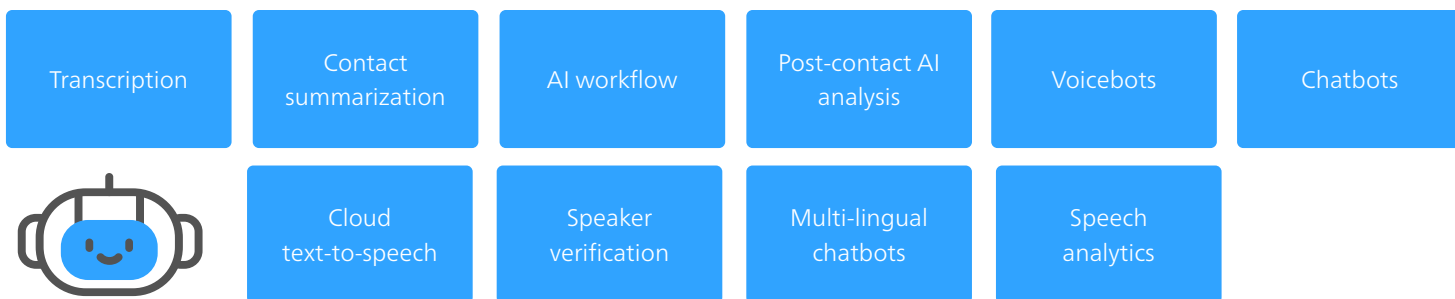 Transcription
Contact
summarization
AI workflow
Post-contact AI
analysis
Voicebots
Chatbots
Cloud
text-to-speech
Speaker
verification
Multi-lingual
chatbots
Speech
analytics